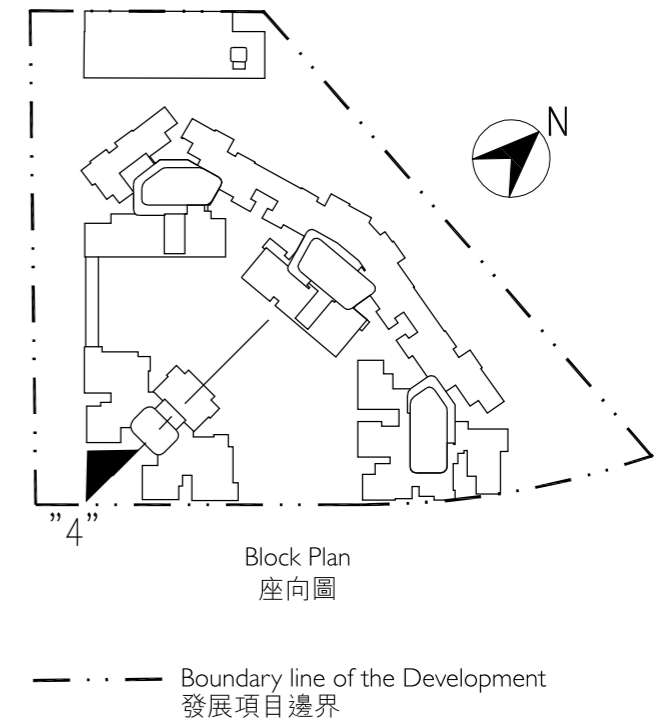 N
"4"
Block Plan
座向圖
Boundary line of the Development
發展項目邊界